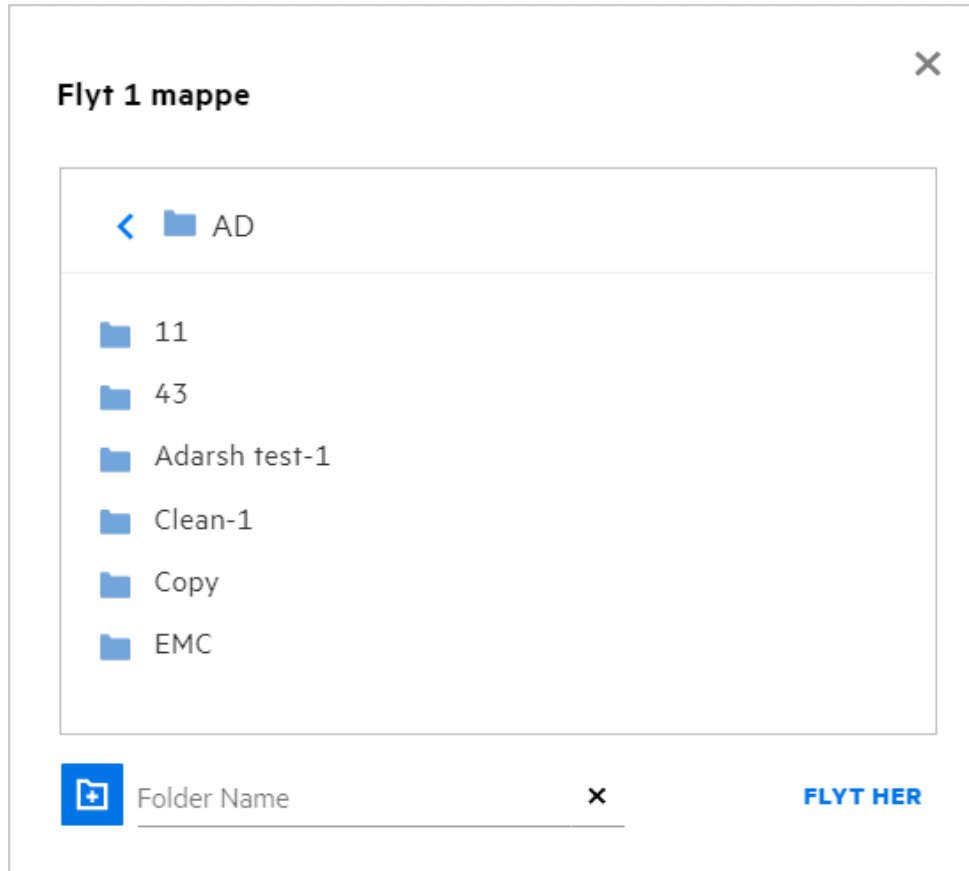 Flyt 1 mappe
AD
11
43
Adarsh test-1
Clean-1
Copy
EMC
Folder Name
FLYT HER